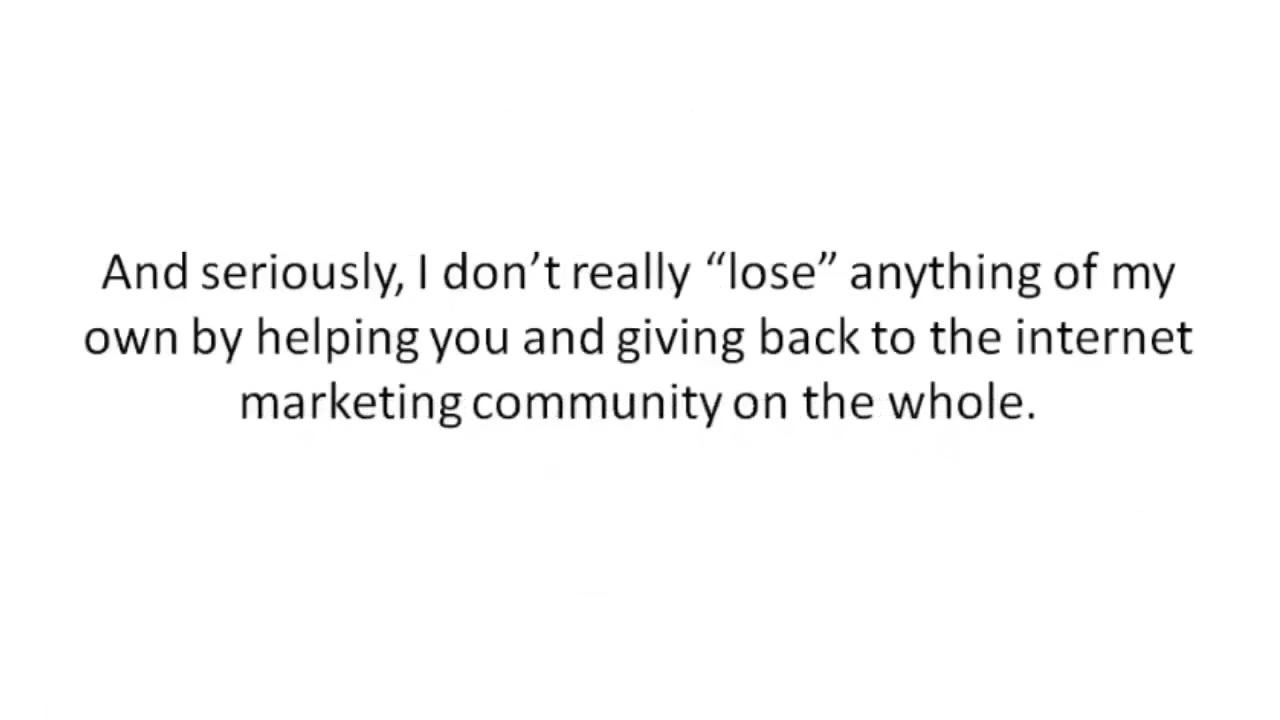 And seriously, I don’t really “lose” anything of my
own by helping you and giving back to the internet
marketing community on the whole.